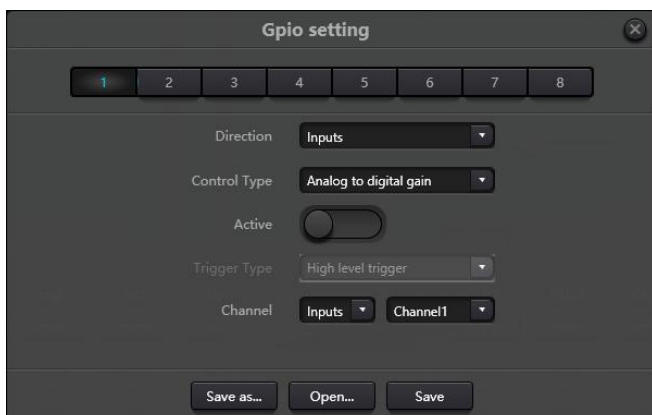 Gpio setting
1 2 3 4 5 6 7 8
Direction Inputs
Control Type Analog to digital gain
Active
Trigger Type High level trigger
Channel Inputs Channel1
Save as... Open... Save